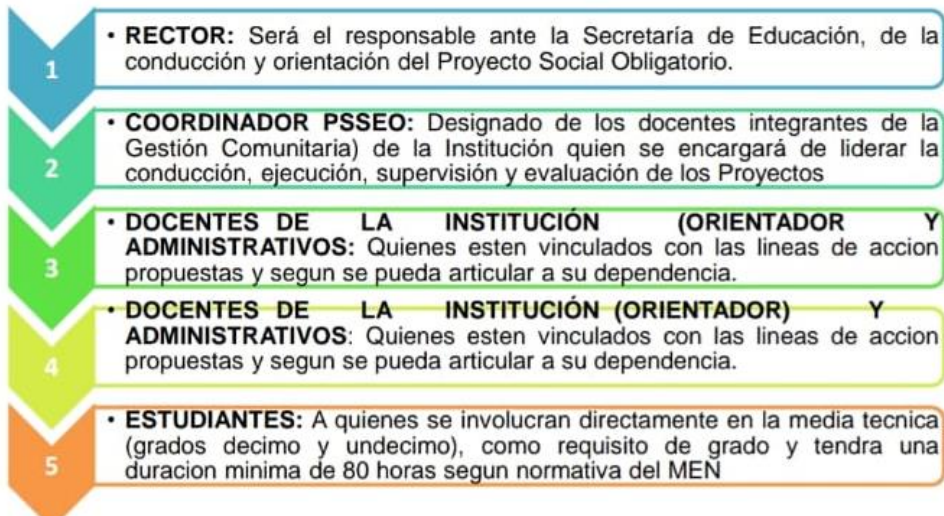 1
• RECTOR: Será el responsable ante la Secretaría de Educación, de la
conducción y orientación del Proyecto Social Obligatorio.
2
• COORDINADOR PSSEO: Designado de los docentes integrantes de la
Gestión Comunitaria) de la Institución quien se encargará de liderar la
conducción, ejecución, supervisión y evaluación de los Proyectos
3
• DOCENTES DE LA INSTITUCIÓN (ORIENTADOR Y
ADMINISTRATIVOS: Quienes esten vinculados con las lineas de accion
propuestas y segun se pueda articular a su dependencia.
4
• DOCENTES DE LA INSTITUCIÓN (ORIENTADOR) Y
ADMINISTRATIVOS: Quienes esten vinculados con las lineas de accion
propuestas y segun se pueda articular a su dependencia.
5
• ESTUDIANTES: A quienes se involucran directamente en la media tecnica
(grados decimo y undecimo), como requisito de grado y tendra una
duracion minima de 80 horas segun normativa del MEN